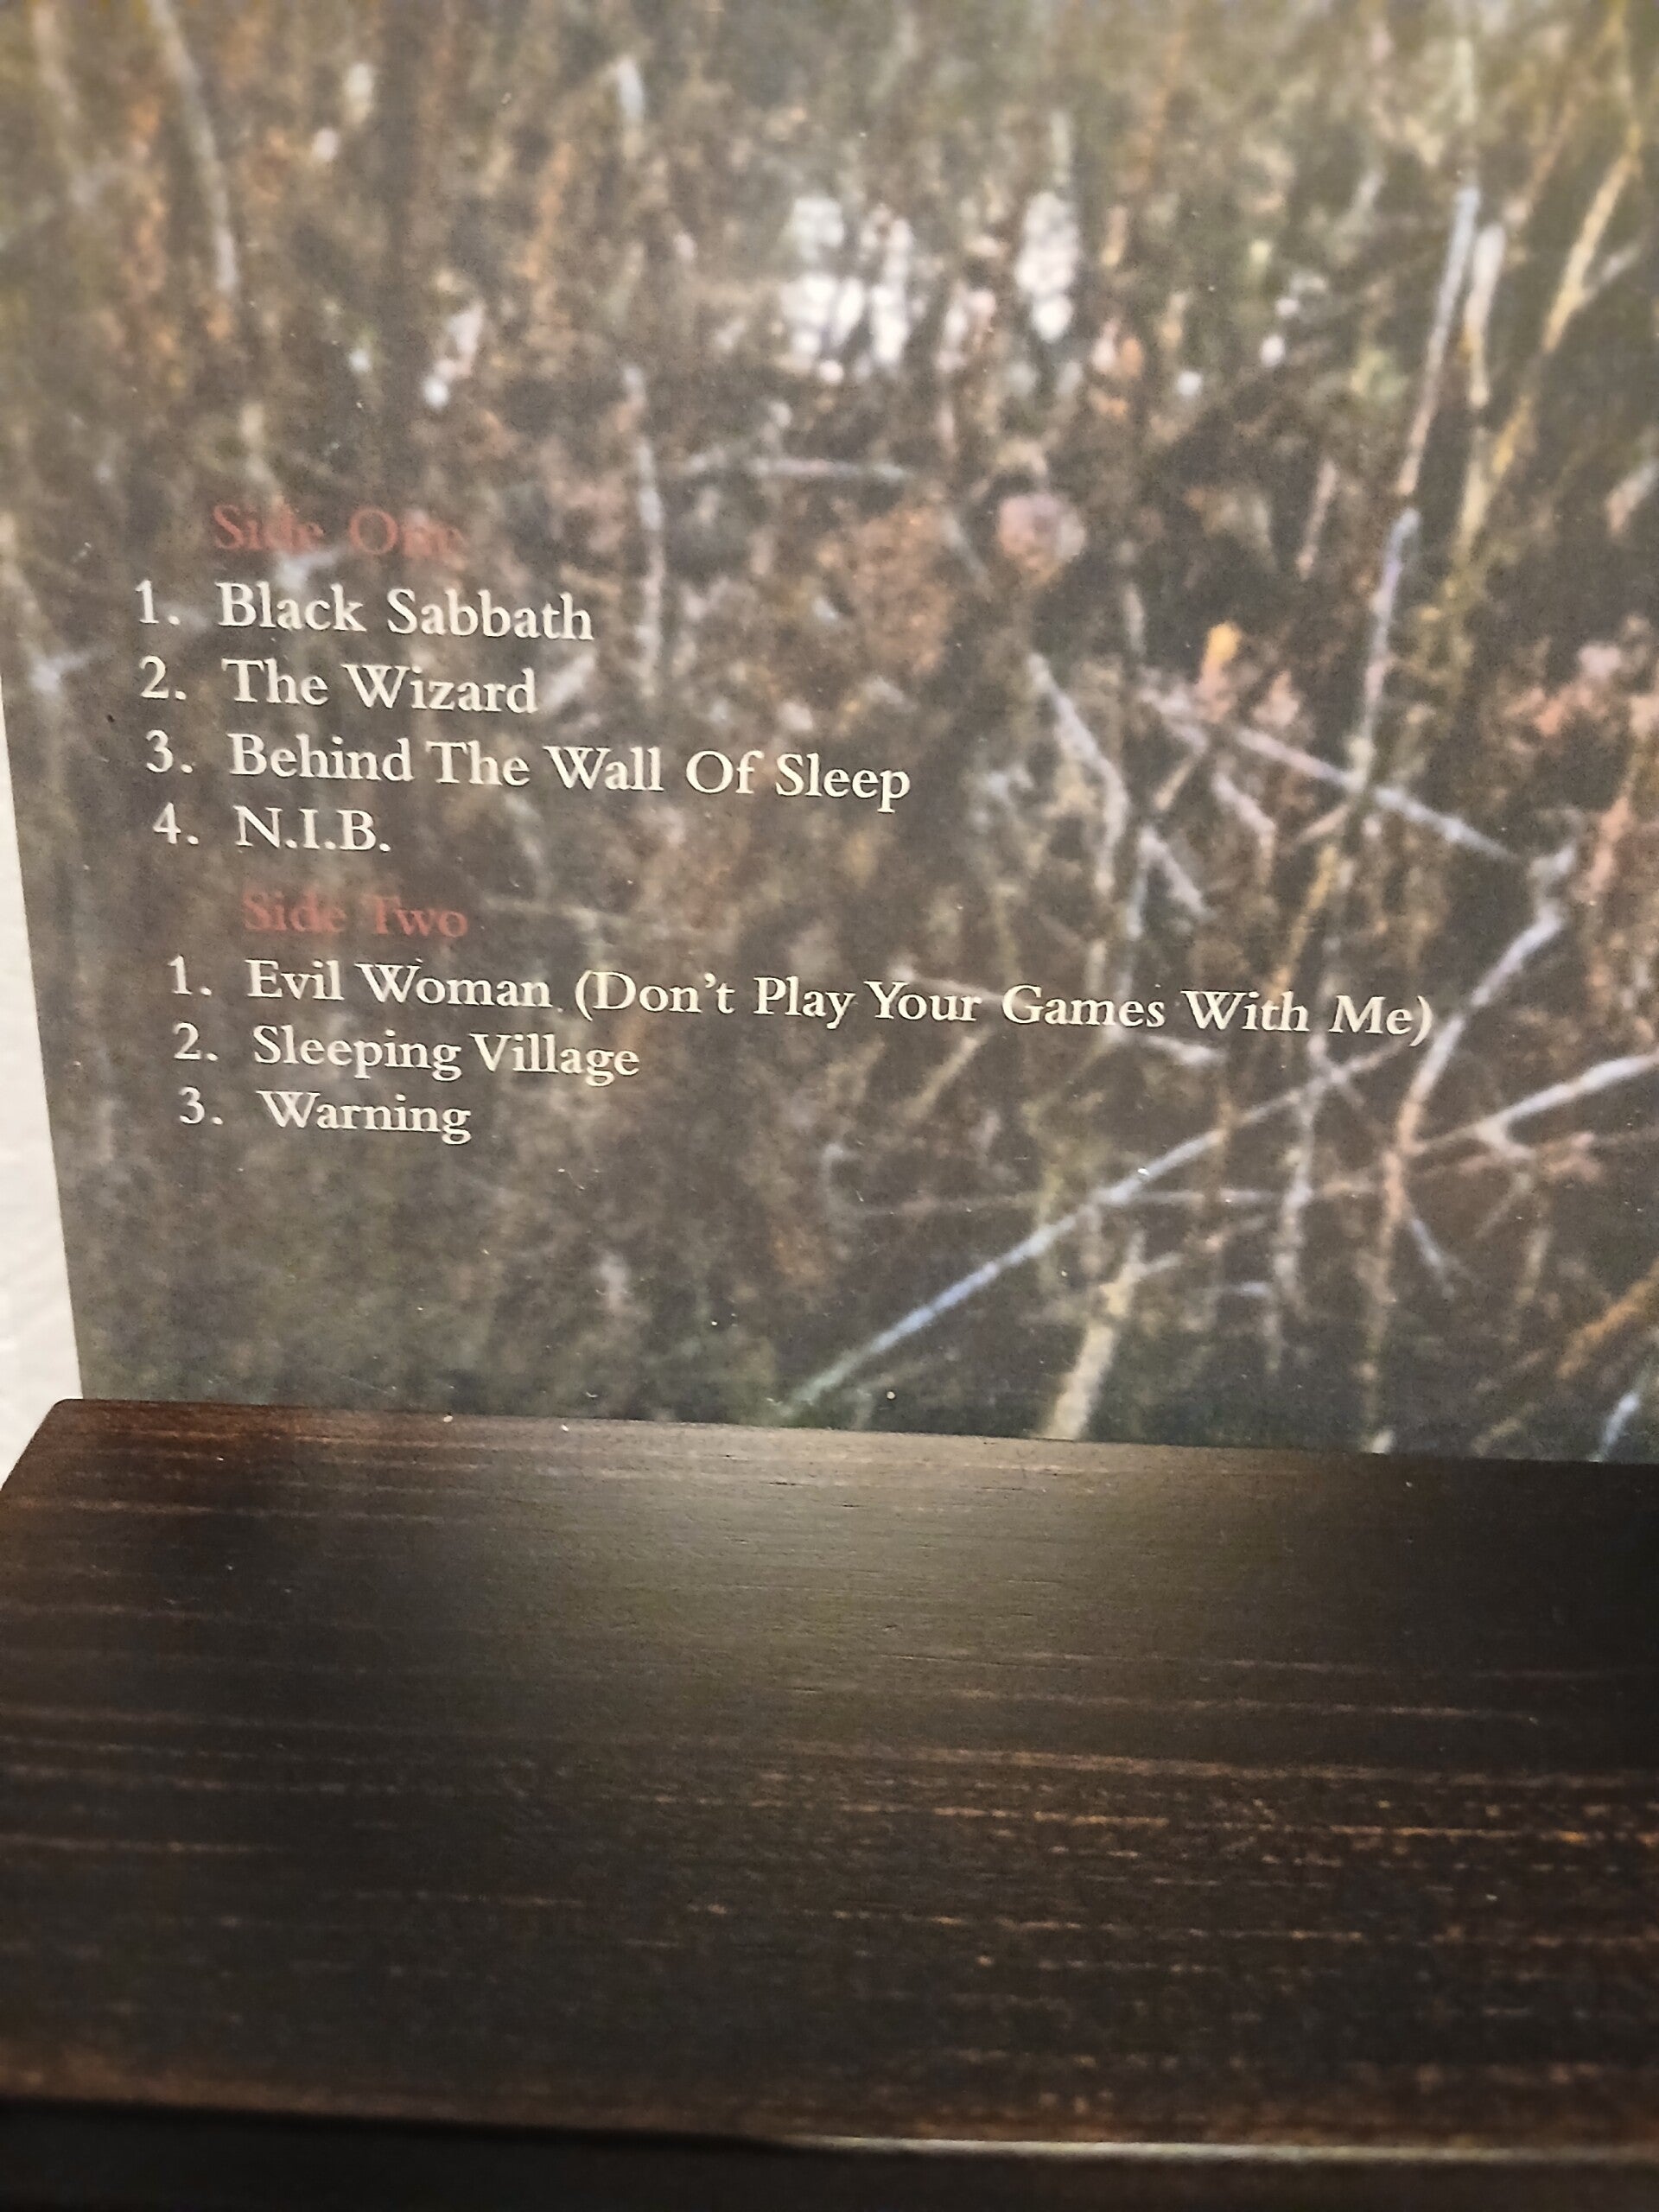 Side One
1. Black Sabbath
2. The Wizard
3. Behind The Wall Of Sleep
4. N.I.B.
Side Two
1. Evil Woman (Don't Play Your Games With Me)
2. Sleeping Village
3. Warning